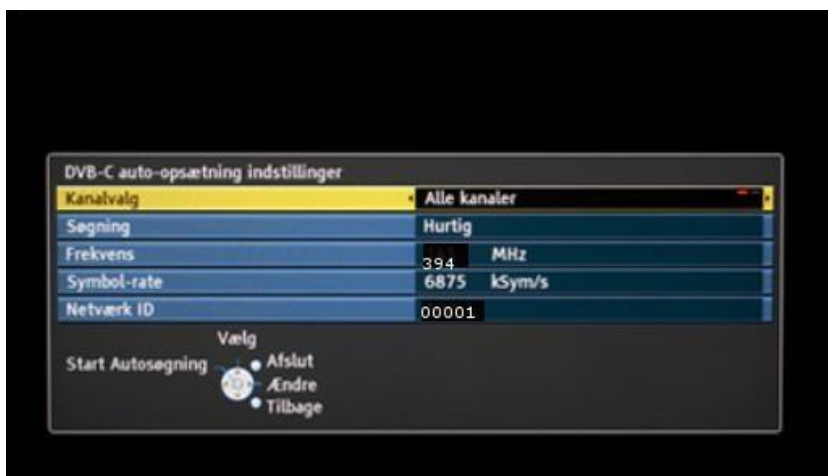 DVB-C auto-opsætning indstillinger
Kanalvalg Alle kanaler
Søgning Hurtig
Frekvens 394 MHz
Symbol-rate 6875 kSym/s
Netværk ID 00001
Vælg
Start Autosøgning Afslut
Ændre
Tilbage